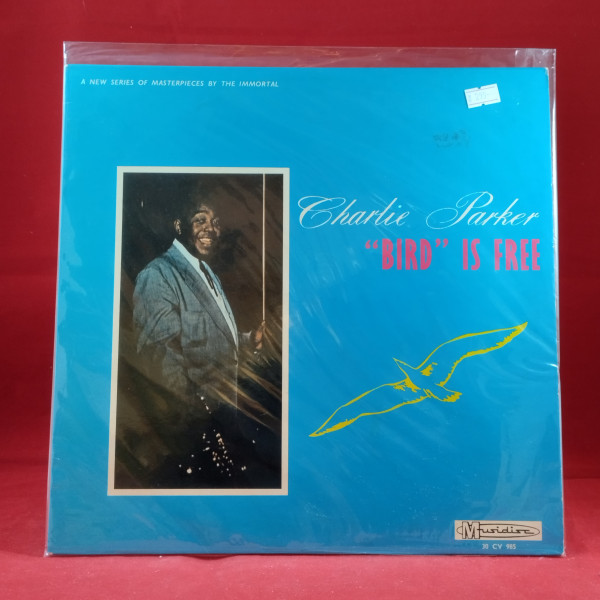 A NEW SERIES OF MASTERPIECES BY THE IMMORTAL
Charlie Parker
“BIRD” IS FREE
Musidisc
30 CV 985